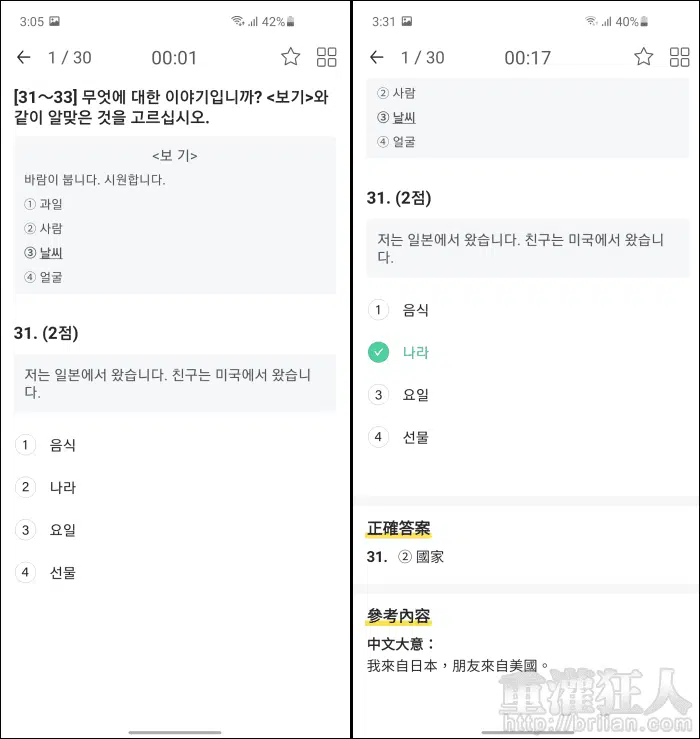 3:05 42%
1 / 30 00:01
[31～33] 무엇에 대한 이야기입니까? <보기>와
같이 알맞은 것을 고르십시오.
<보 기>
바람이 붑니다. 시원합니다.
① 과일
② 사람
③ 날씨
④ 얼굴
31. (2점)
저는 일본에서 왔습니다. 친구는 미국에서 왔습니
다.
1 음식
2 나라
3 요일
4 선물
3:31 40%
1 / 30 00:17
② 사람
③ 날씨
④ 얼굴
31. (2점)
저는 일본에서 왔습니다. 친구는 미국에서 왔습니
다.
1 음식
나라
3 요일
4 선물
正確答案
31. ② 國家
參考內容
中文大意：
我來自日本，朋友來自美國。
重灌狂人
http://briian.com